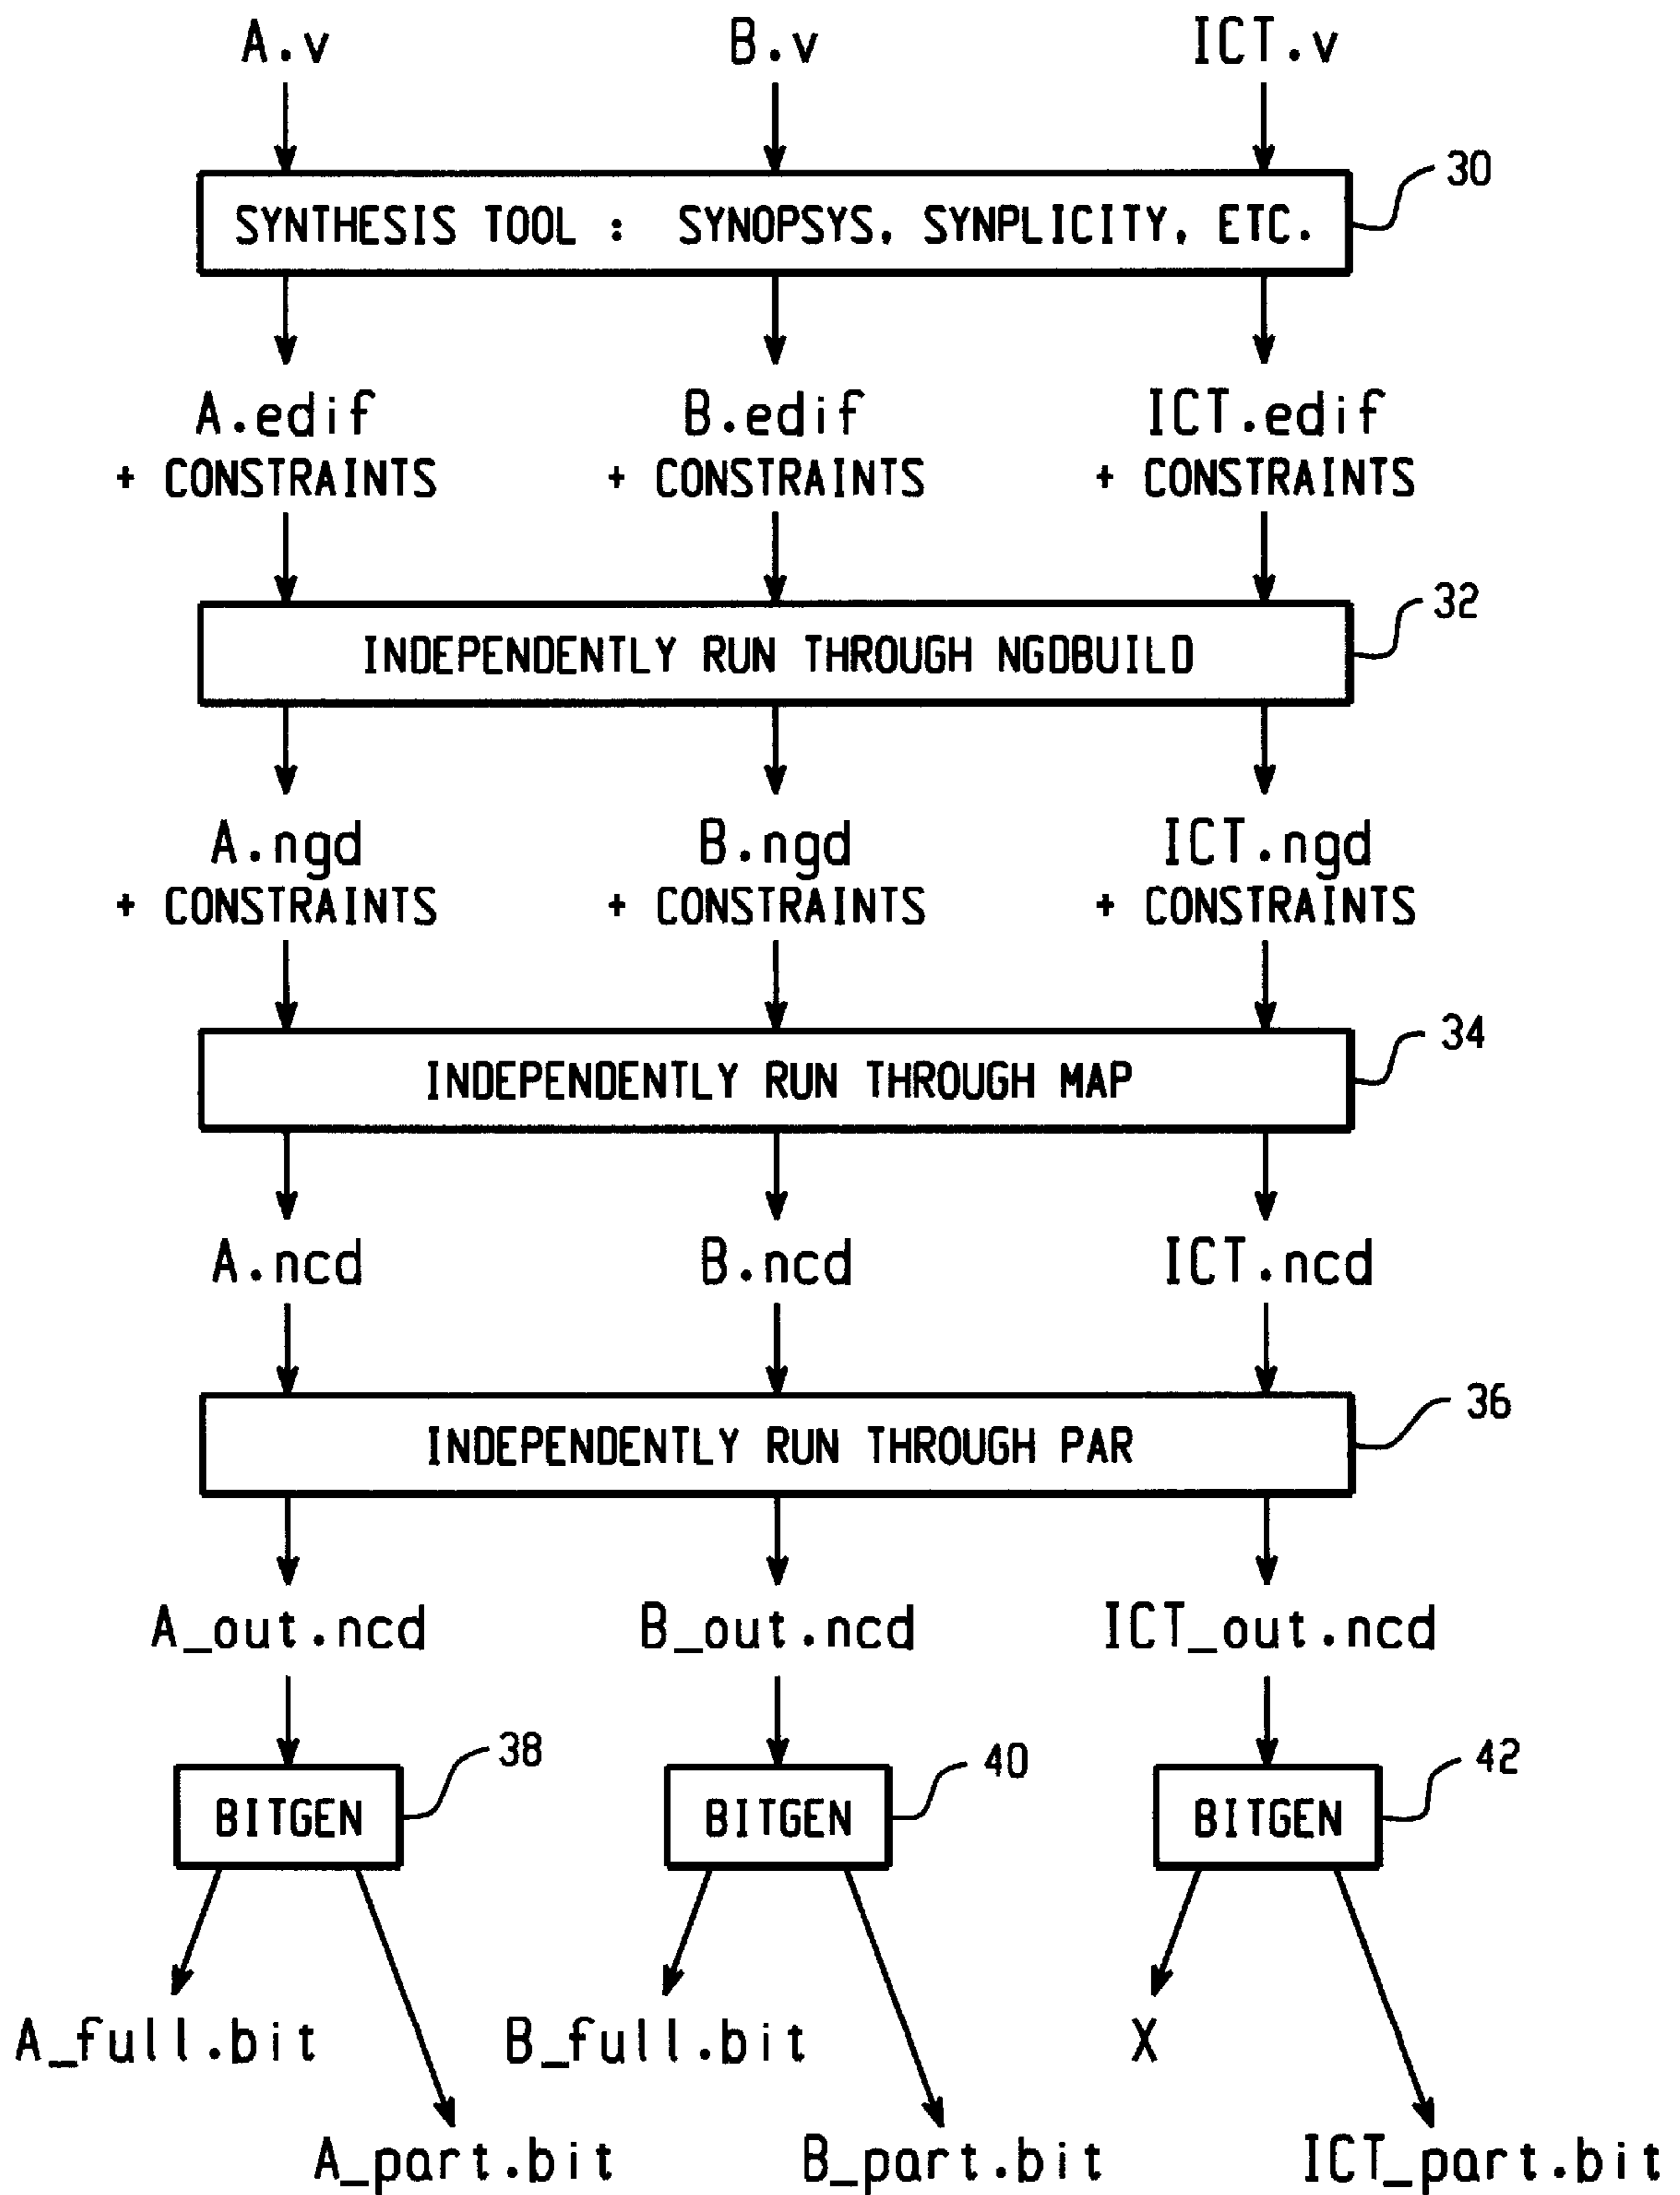 A.v B.v ICT.v
30
SYNTHESIS TOOL : SYNOPSYS, SYNPLICITY, ETC.
A.edif B.edif ICT.edif
+ CONSTRAINTS + CONSTRAINTS + CONSTRAINTS
32
INDEPENDENTLY RUN THROUGH NGDBUILD
A.ngd B.ngd ICT.ngd
+ CONSTRAINTS + CONSTRAINTS + CONSTRAINTS
34
INDEPENDENTLY RUN THROUGH MAP
A.ncd B.ncd ICT.ncd
36
INDEPENDENTLY RUN THROUGH PAR
A_out.ncd B_out.ncd ICT_out.ncd
38 40 42
BITGEN BITGEN BITGEN
A_full.bit B_full.bit X
A_part.bit B_part.bit ICT_part.bit